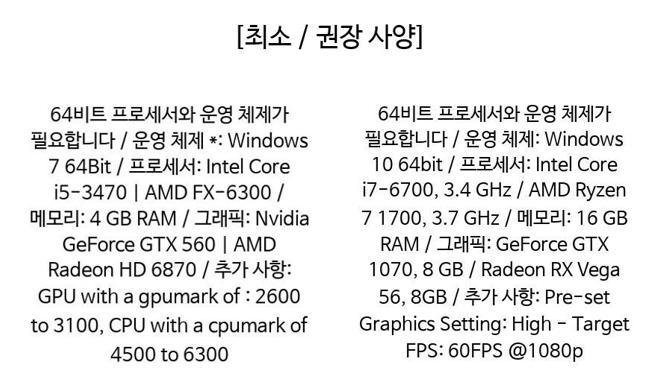 [최소 / 권장 사양]
64비트 프로세서와 운영 체제가
필요합니다 / 운영 체제 *: Windows
7 64Bit / 프로세서: Intel Core
i5-3470 | AMD FX-6300 /
메모리: 4 GB RAM / 그래픽: Nvidia
GeForce GTX 560 | AMD
Radeon HD 6870 / 추가 사항:
GPU with a gpumark of : 2600
to 3100, CPU with a cpumark of
4500 to 6300
64비트 프로세서와 운영 체제가
필요합니다 / 운영 체제: Windows
10 64bit / 프로세서: Intel Core
i7-6700, 3.4 GHz / AMD Ryzen
7 1700, 3.7 GHz / 메모리: 16 GB
RAM / 그래픽: GeForce GTX
1070, 8 GB / Radeon RX Vega
56, 8GB / 추가 사항: Pre-set
Graphics Setting: High - Target
FPS: 60FPS @1080p